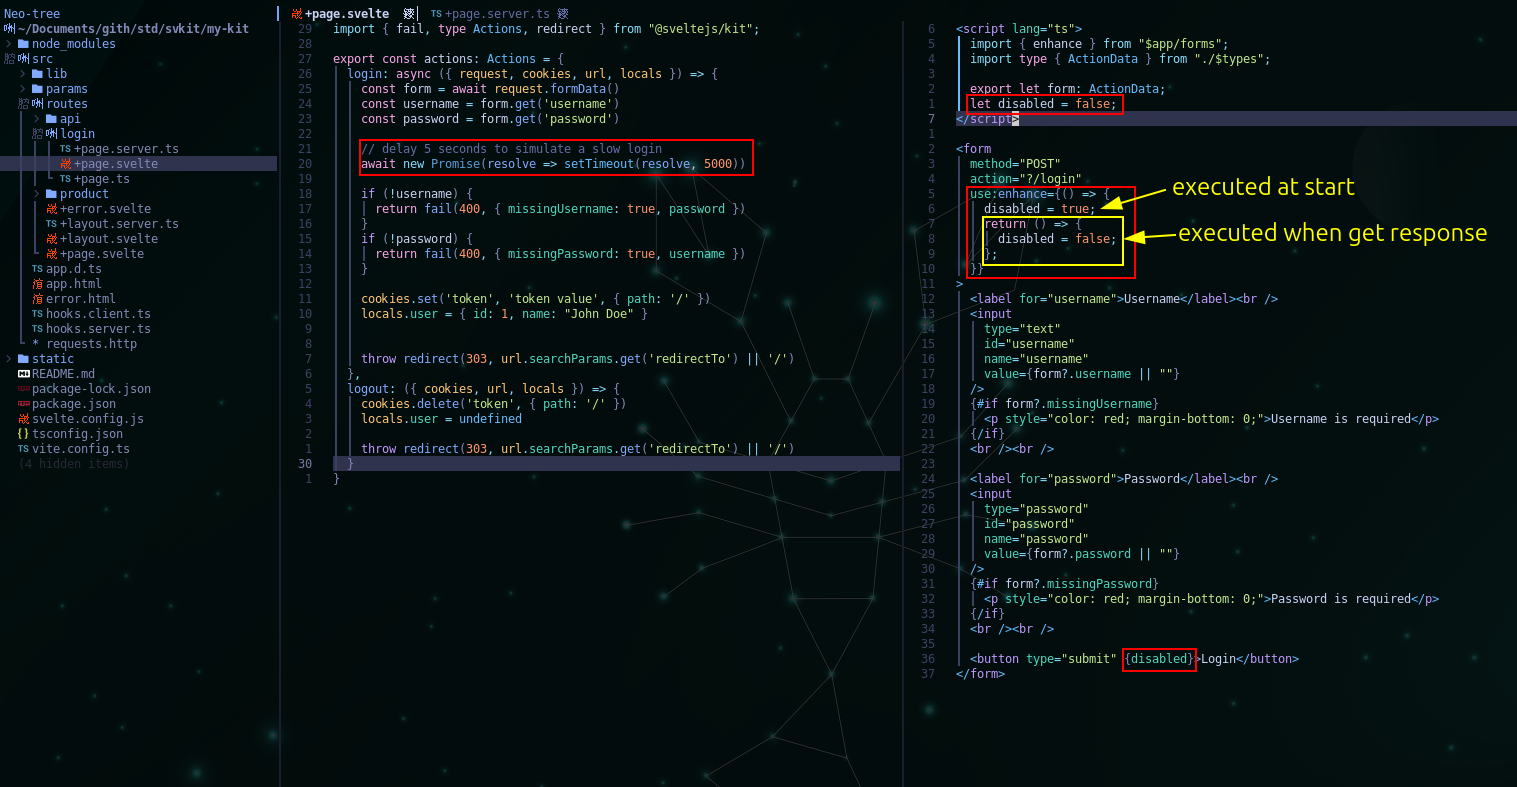 Neo-tree
~/Documents/gith/std/svkit/my-kit
node_modules
src
lib
params
routes
api
login
TS +page.server.ts
+page.svelte
TS +page.ts
product
+error.svelte
TS +layout.server.ts
+layout.svelte
+page.svelte
TS app.d.ts
app.html
error.html
TS hooks.client.ts
TS hooks.server.ts
* requests.http
static
README.md
package-lock.json
package.json
svelte.config.js
{} tsconfig.json
TS vite.config.ts
(4 hidden items)
+page.svelte TS +page.server.ts
29 import { fail, type Actions, redirect } from "@sveltejs/kit";
28
27 export const actions: Actions = {
26 login: async ({ request, cookies, url, locals }) => {
25 const form = await request.formData()
24 const username = form.get('username')
23 const password = form.get('password')
22
21 // delay 5 seconds to simulate a slow login
20 await new Promise(resolve => setTimeout(resolve, 5000))
19
18 if (!username) {
17 return fail(400, { missingUsername: true, password })
16 }
15 if (!password) {
14 return fail(400, { missingPassword: true, username })
13 }
12
11 cookies.set('token', 'token value', { path: '/' })
10 locals.user = { id: 1, name: "John Doe" }
9
8
7 throw redirect(303, url.searchParams.get('redirectTo') || '/')
6 },
5 logout: ({ cookies, url, locals }) => {
4 cookies.delete('token', { path: '/' })
3 locals.user = undefined
2
1 throw redirect(303, url.searchParams.get('redirectTo') || '/')
30 }
1 }
6 <script lang="ts">
5 import { enhance } from "$app/forms";
4 import type { ActionData } from "./$types";
3
2 export let form: ActionData;
1 let disabled = false;
7 </script>
1
2 <form
3 method="POST"
4 action="?/login"
5 use:enhance={() => {
6 disabled = true;
7 return () => {
8 disabled = false;
9 };
10 }}
11 >
12 <label for="username">Username</label><br />
13 <input
14 type="text"
15 id="username"
16 name="username"
17 value={form?.username || ""}
18 />
19 {#if form?.missingUsername}
20 <p style="color: red; margin-bottom: 0;">Username is required</p>
21 {/if}
22 <br /><br />
23
24 <label for="password">Password</label><br />
25 <input
26 type="password"
27 id="password"
28 name="password"
29 value={form?.password || ""}
30 />
31 {#if form?.missingPassword}
32 <p style="color: red; margin-bottom: 0;">Password is required</p>
33 {/if}
34 <br /><br />
35
36 <button type="submit" {disabled}>Login</button>
37 </form>
executed at start
executed when get response